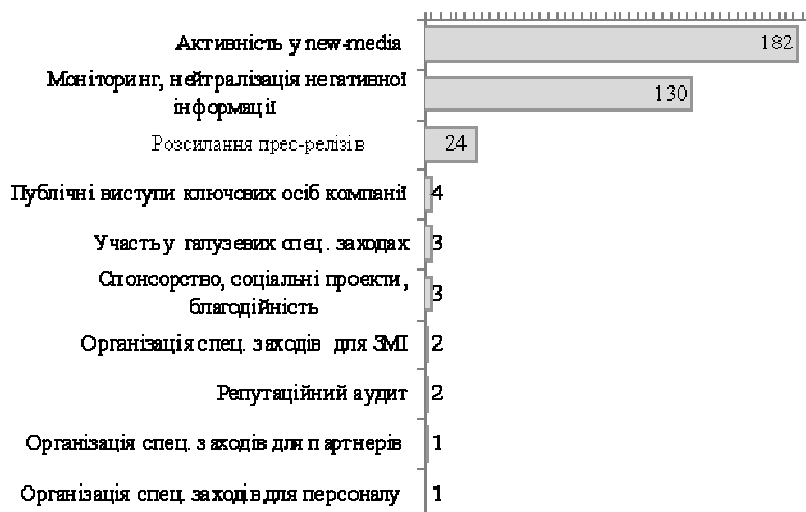 Активність у new-media 182
Моніторинг, нейтралізація негативної
інформації 130
Розсилання прес-релізів 24
Публічні виступи ключових осіб компанії 4
Участь у галузевих спец. заходах 3
Спонсорство, соціальні проекти,
благодійність 3
Організація спец. заходів для ЗМІ 2
Репутаційний аудит 2
Організація спец. заходів для партнерів 1
Організація спец. заходів для персоналу 1